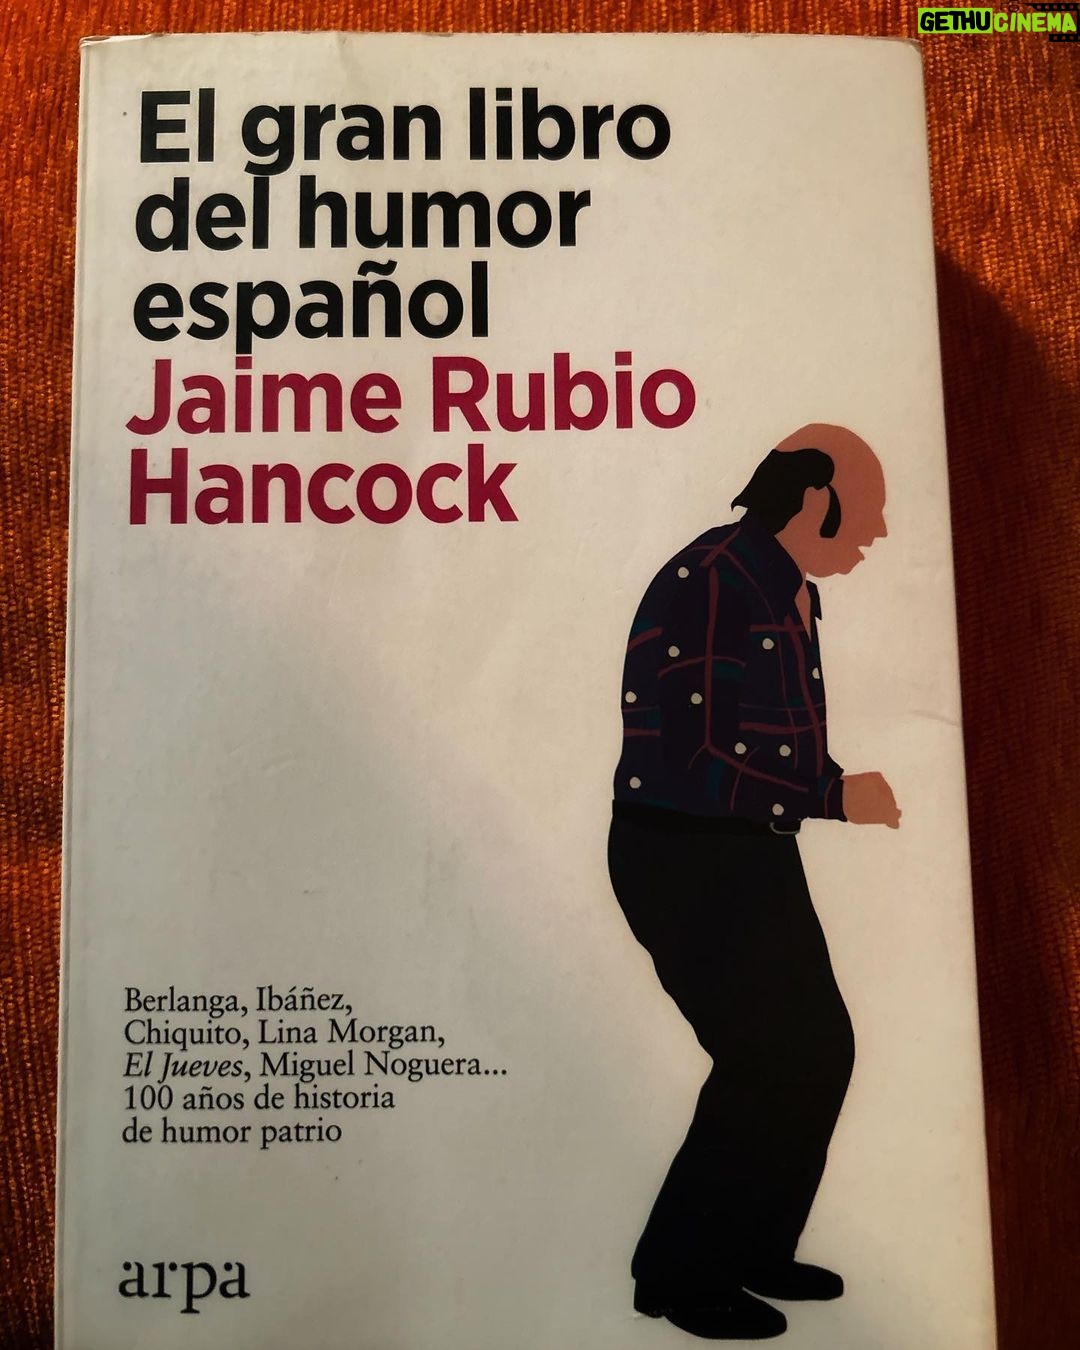 GETHUCINEMA
El gran libro
del humor
español
Jaime Rubio
Hancock
Berlanga, Ibáñez,
Chiquito, Lina Morgan,
El Jueves, Miguel Noguera...
100 años de historia
de humor patrio
arpa